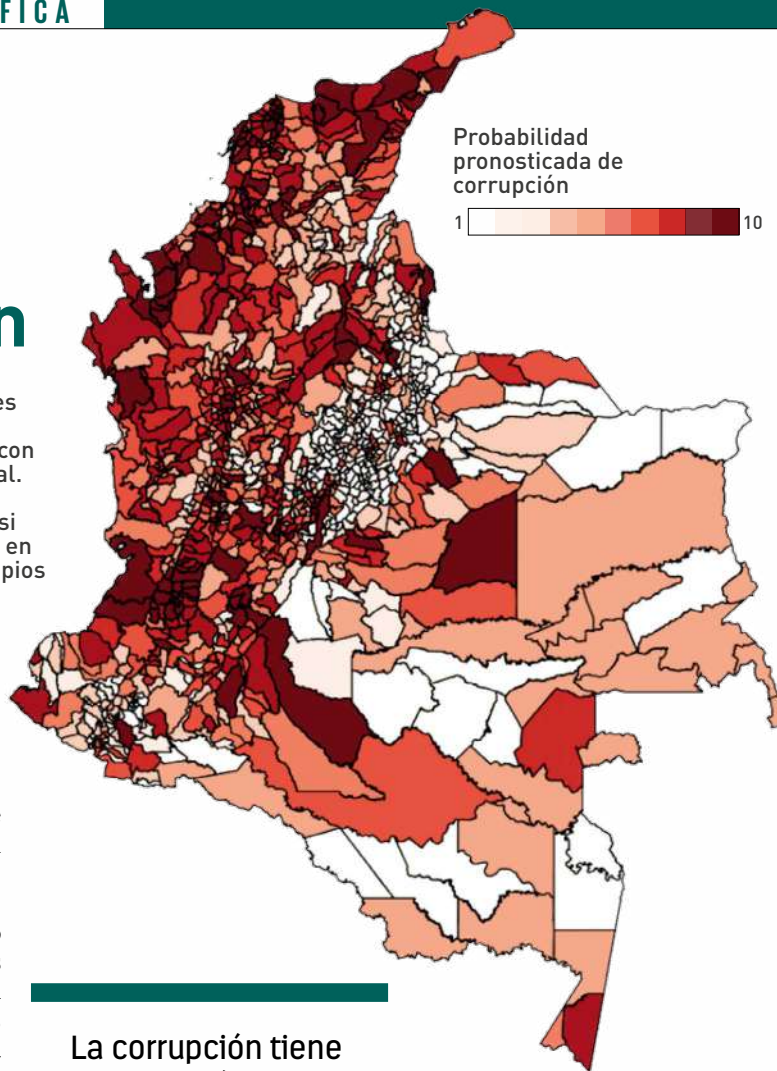 FICA
Probabilidad
pronosticada de
corrupción
1 10
n
es
con
al.
si
en
pios
La corrupción tiene